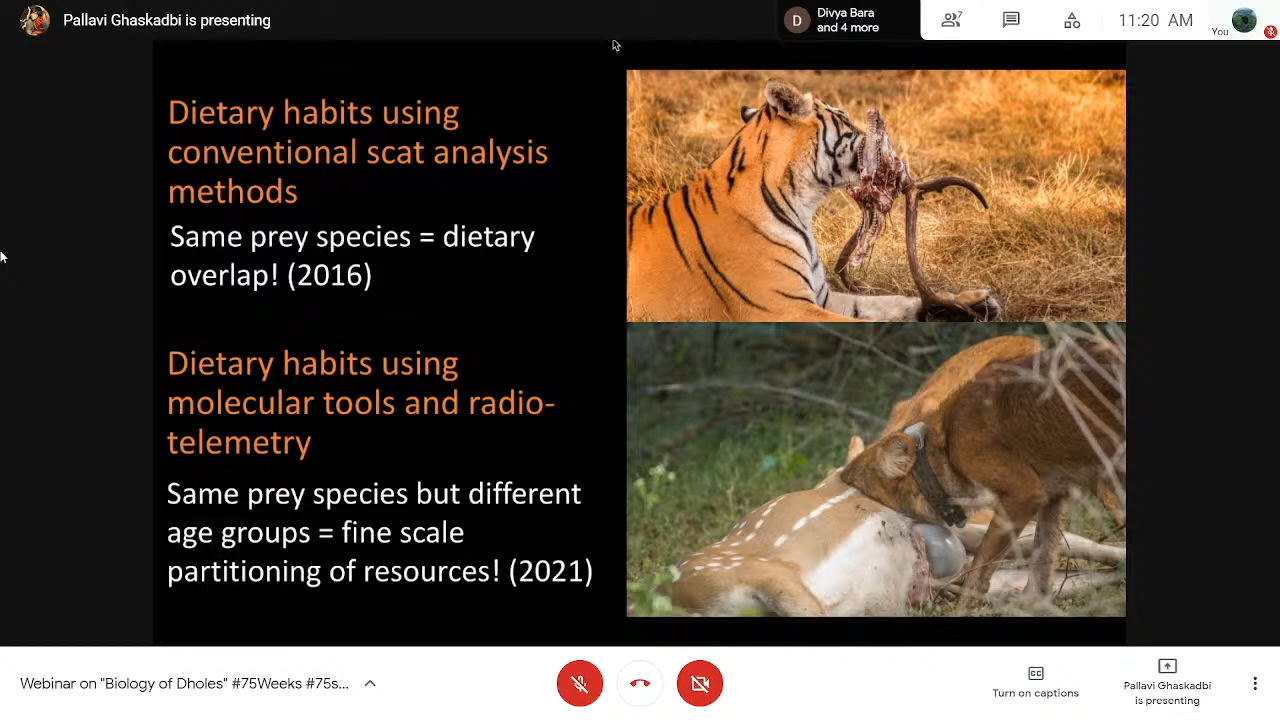 Pallavi Ghaskadbi is presenting
D
Divya Bara
and 4 more
7
11:20 AM
You
Dietary habits using
conventional scat analysis
methods
Same prey species = dietary
overlap! (2016)
Dietary habits using
molecular tools and radio-
telemetry
Same prey species but different
age groups = fine scale
partitioning of resources! (2021)
Webinar on "Biology of Dholes" #75Weeks #75s...
CC
Turn on captions
Pallavi Ghaskadbi
is presenting